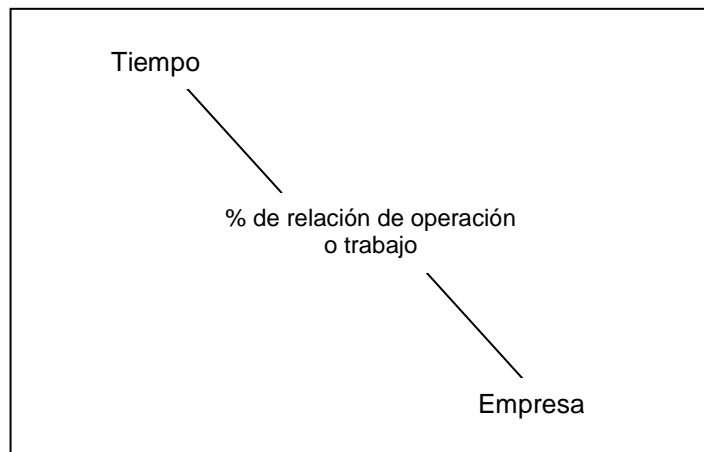 Tiempo
% de relación de operación
o trabajo
Empresa